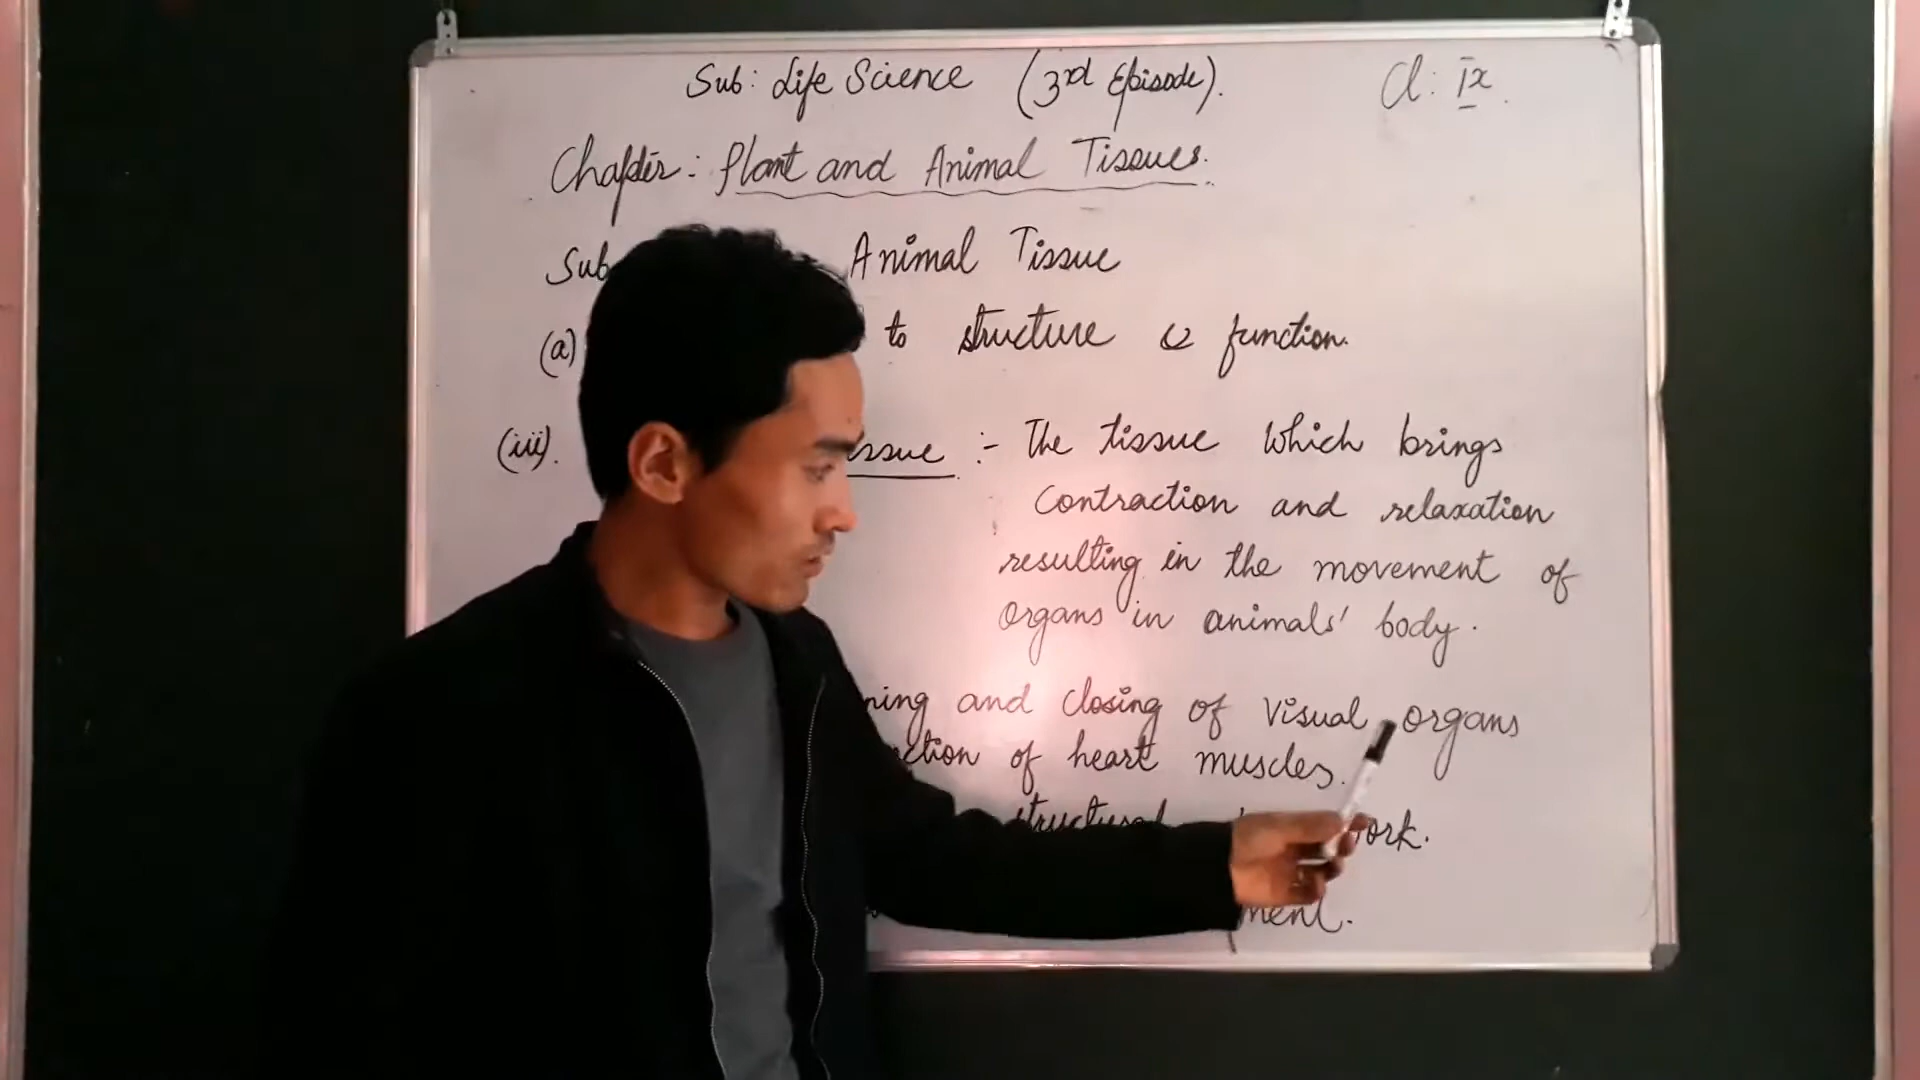 Sub: Life Science (3rd Episode). Cl: IX.
Chapter: Plant and Animal Tissues.
Sub Animal Tissue
(a) to structure & function.
(iii). ssue :- The tissue which brings
contraction and relaxation
resulting in the movement of
organs in animals' body.
ning and closing of visual organs
ction of heart muscles.
structural ork.
ment.